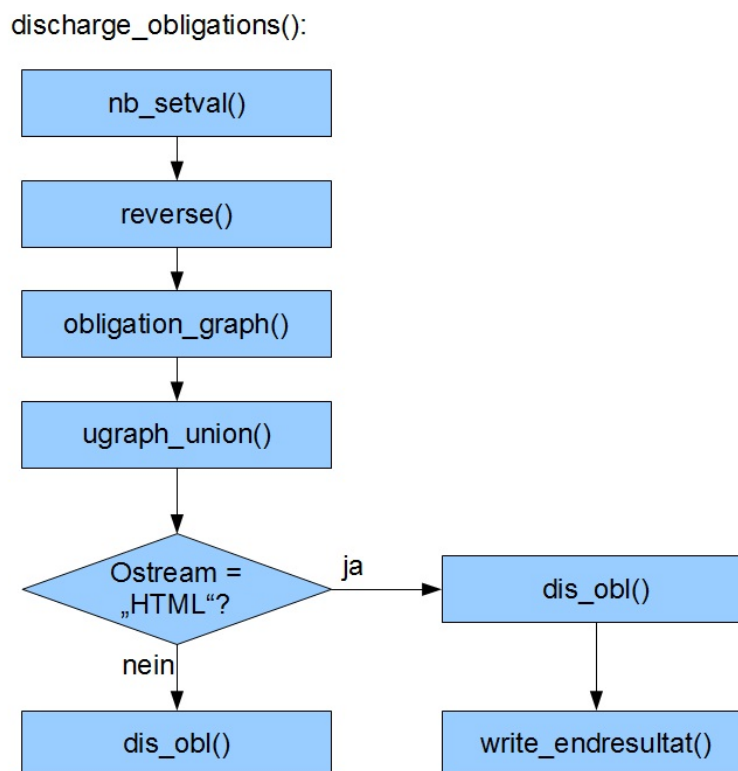 discharge_obligations():
nb_setval()
reverse()
obligation_graph()
ugraph_union()
Ostream =
„HTML“?
ja
dis_obl()
nein
dis_obl()
write_endresultat()